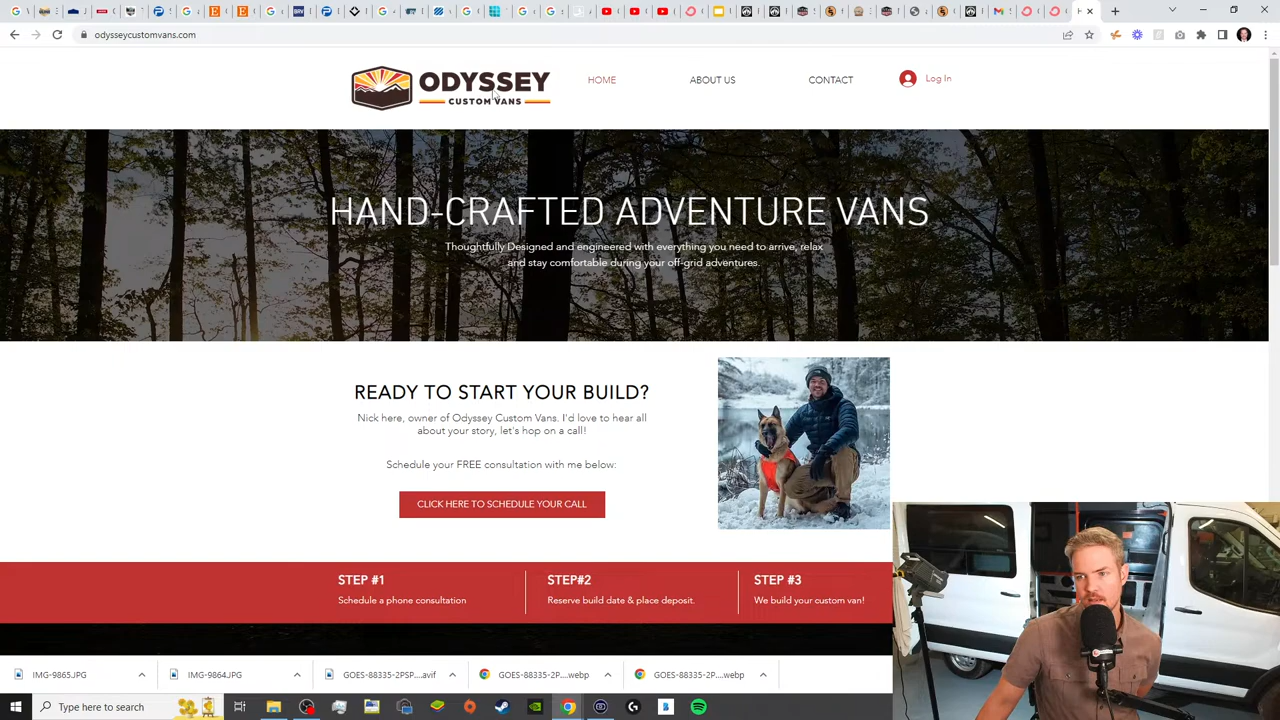 odysseycustomvans.com
ODYSSEY
CUSTOM VANS
HOME
ABOUT US
CONTACT
Log In
HAND-CRAFTED ADVENTURE VANS
Thoughtfully Designed and engineered with everything you need to arrive, relax
and stay comfortable during your off-grid adventures.
READY TO START YOUR BUILD?
Nick here, owner of Odyssey Custom Vans. I'd love to hear all
about your story, let's hop on a call!
Schedule your FREE consultation with me below:
CLICK HERE TO SCHEDULE YOUR CALL
STEP #1
Schedule a phone consultation
STEP#2
Reserve build date & place deposit.
STEP #3
We build your custom van!
IMG-9865.JPG
IMG-9864.JPG
GOES-88335-2PSP....avif
GOES-88335-2P....webp
GOES-88335-2P....webp
Type here to search